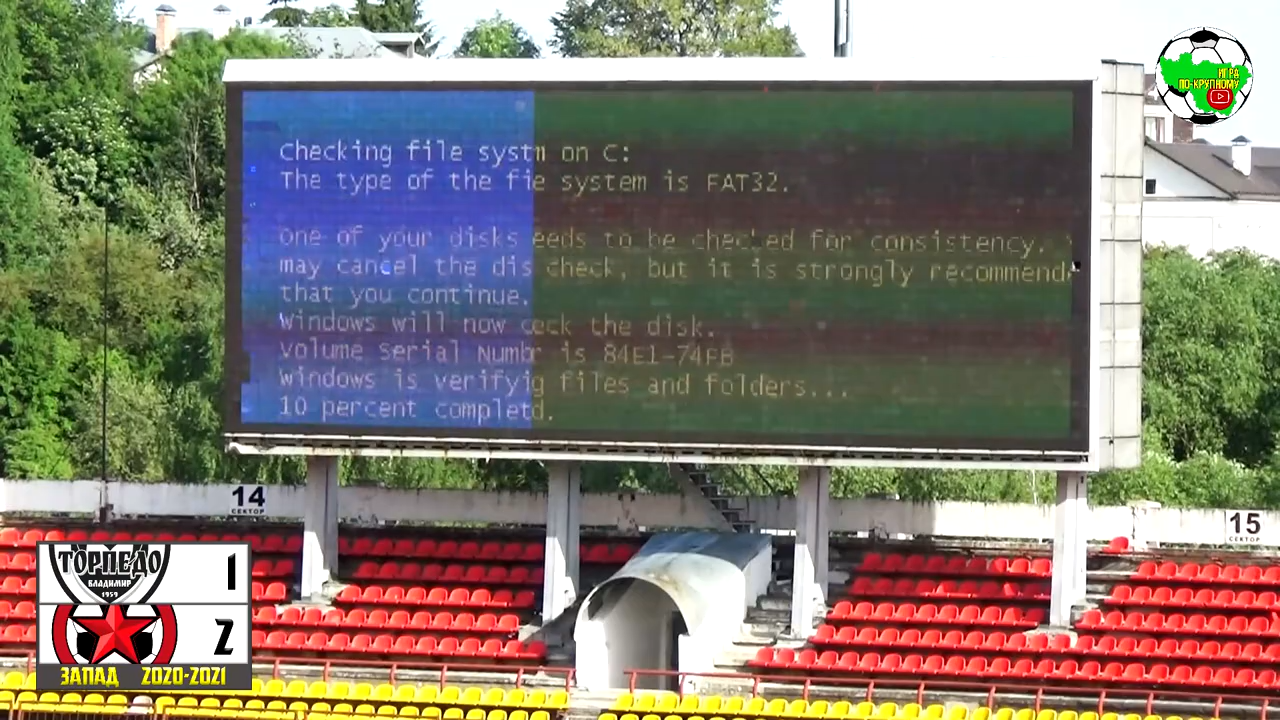 ИГРА
ПО-КРУПНОМУ
Checking file systm on C:
The type of the fie system is FAT32.
One of your disks eeds to be checked for consistency.
may cancel the dis check, but it is strongly recommend
that you continue.
Windows will now ceck the disk.
Volume Serial Numbr is 84E1-74FB
Windows is verifyig files and folders...
10 percent completd.
14
СЕКТОР
15
СЕКТОР
ТОРПЕДО
ВЛАДИМИР
1959
1
2
ЗАПАД 2020-2021